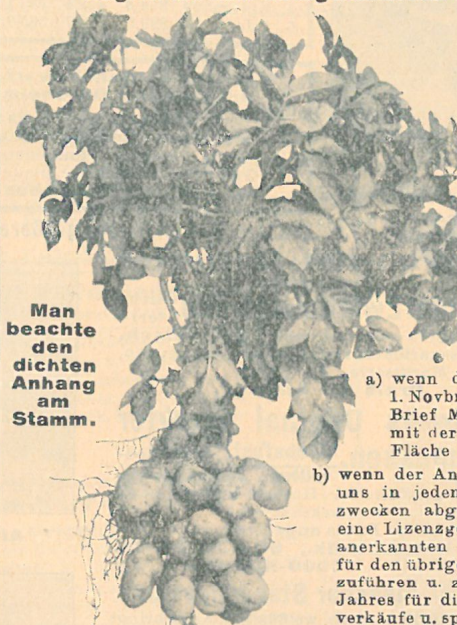 Man
beachte
den
dichten
Anhang
am
Stamm.
a) wenn
1. Novbr
Brief
mit der
Fläche
b) wenn der An
uns in jeden
zwecken abg
eine Lizenzg
anerkannten
für den übrig
zuführen u. z
Jahres für di
verkäufe u. sp